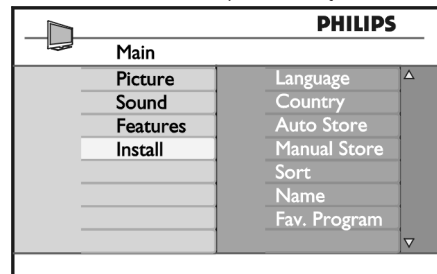 PHILIPS
Main
Picture
Sound
Features
Install
Language
Country
Auto Store
Manual Store
Sort
Name
Fav. Program